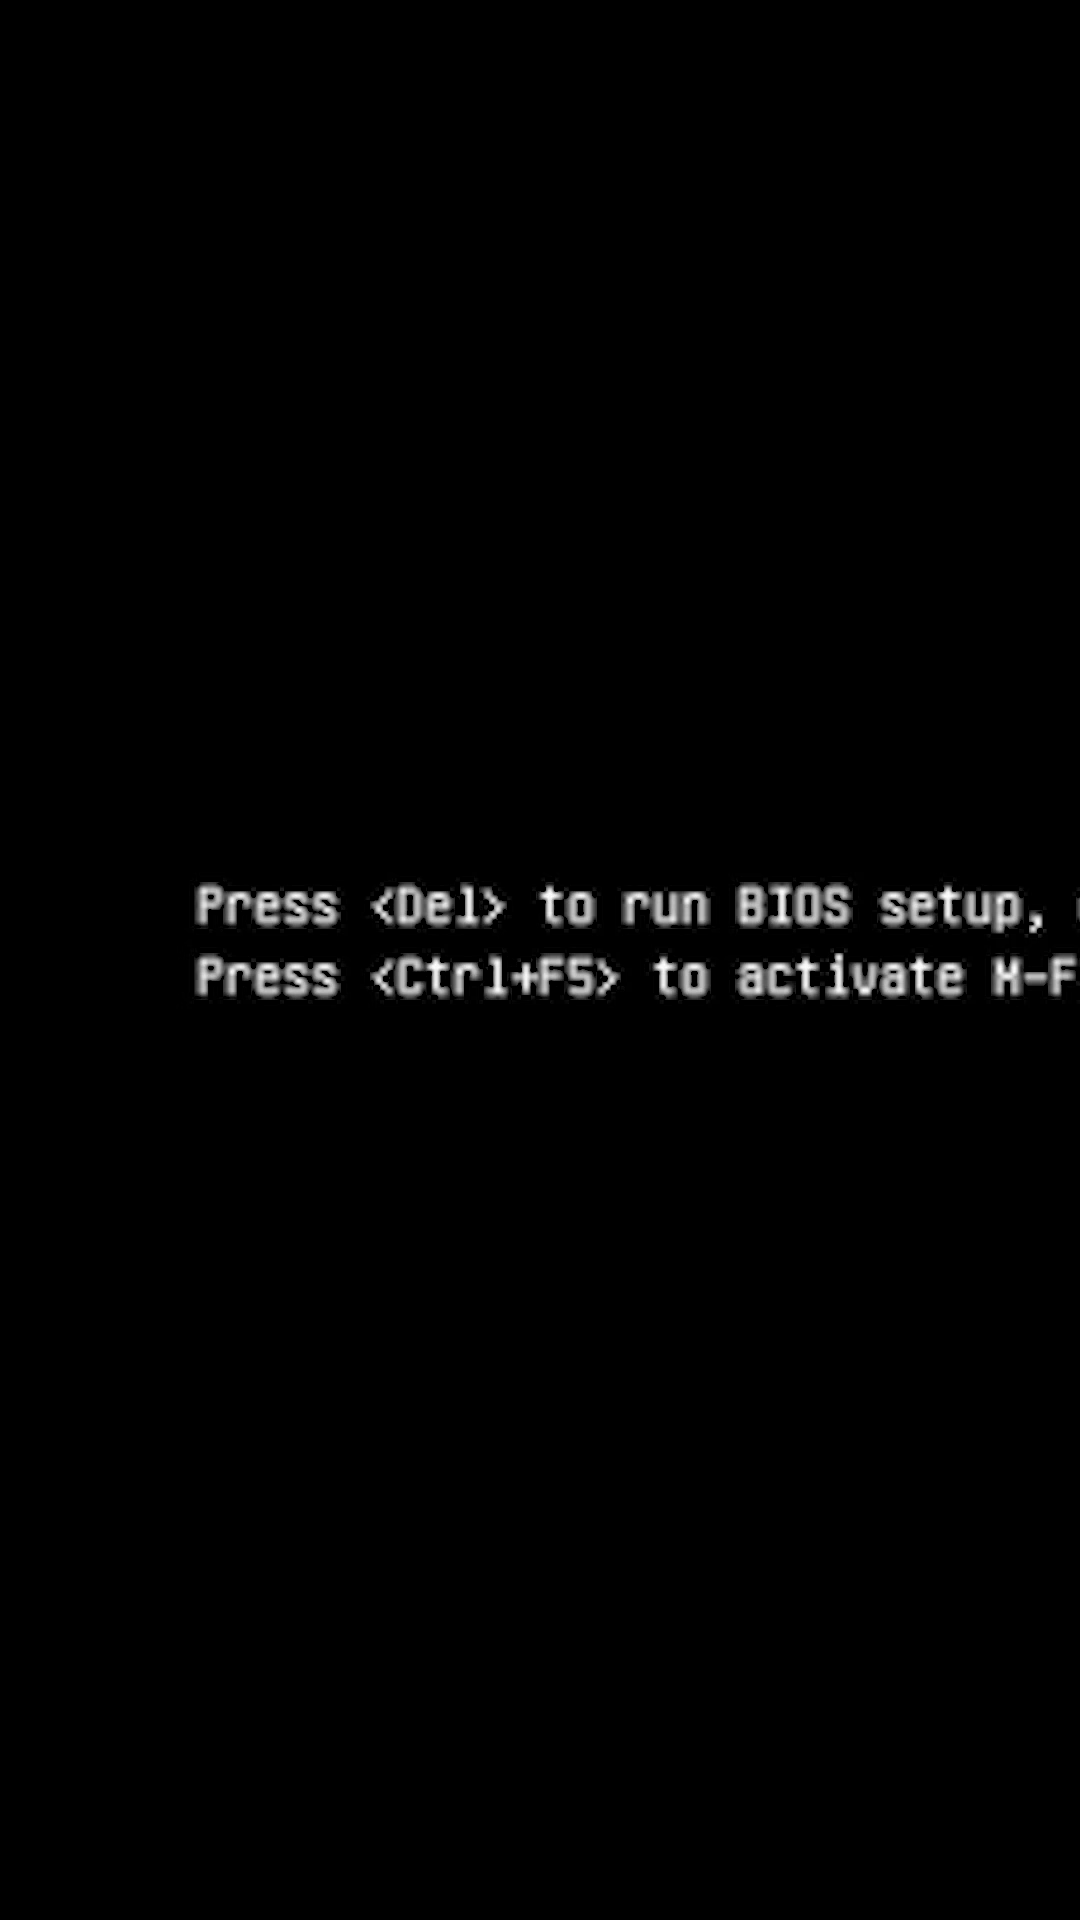 Press <Del> to run BIOS setup,
Press <Ctrl+F5> to activate M-F